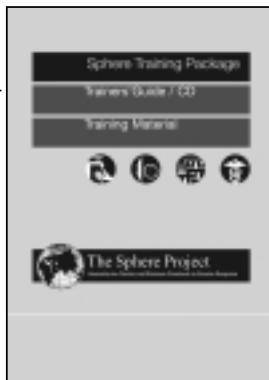 Sphere Training Package
Trainers' Guide / CD
Training Material
The Sphere Project